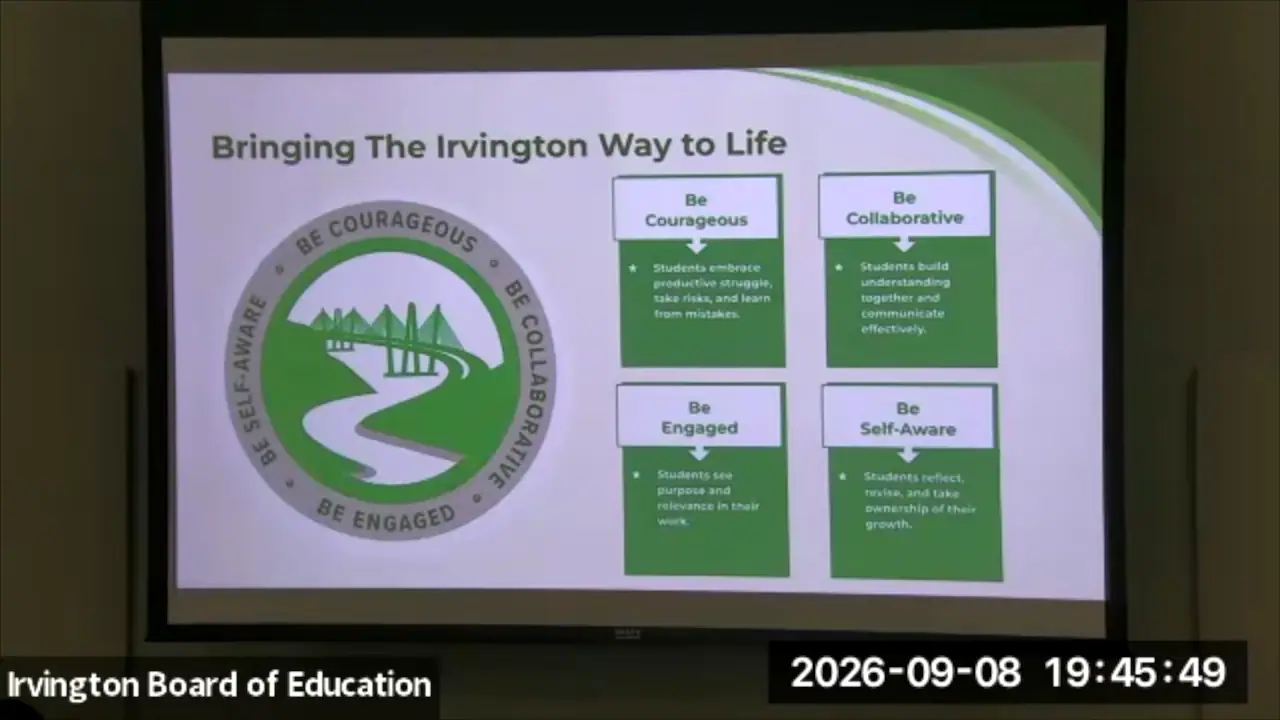 Bringing The Irvington Way to Life
BE COURAGEOUS
BE COLLABORATIVE
BE ENGAGED
BE SELF-AWARE
Be
Courageous
Students embrace
productive struggle,
take risks, and learn
from mistakes.
Be
Collaborative
Students build
understanding
together and
communicate
effectively.
Be
Engaged
Students see
purpose and
relevance in their
work.
Be
Self-Aware
Students reflect,
revise, and take
ownership of their
growth.
Irvington Board of Education
2026-09-08 19:45:49